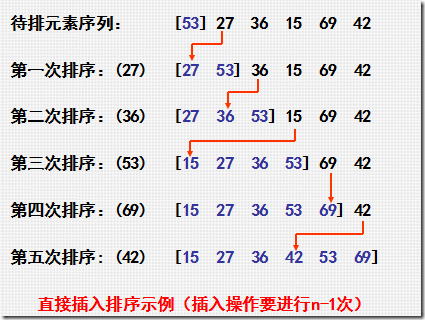 待排元素序列： [53] 27 36 15 69 42
第一次排序：(27) [27 53] 36 15 69 42
第二次排序：(36) [27 36 53] 15 69 42
第三次排序：(53) [15 27 36 53] 69 42
第四次排序：(69) [15 27 36 53 69] 42
第五次排序：(42) [15 27 36 42 53 69]
直接插入排序示例（插入操作要进行n-1次）